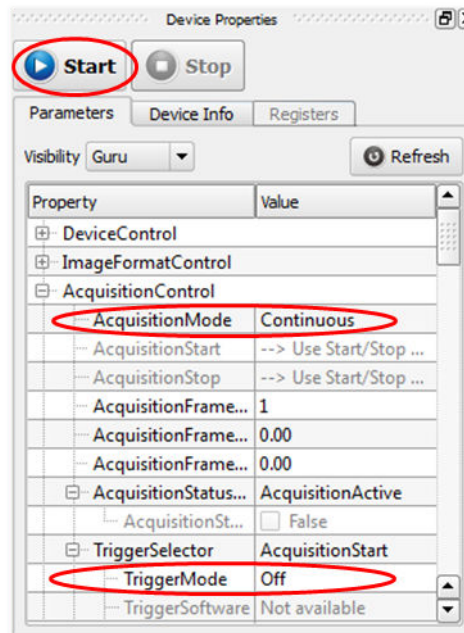 Device Properties
Start Stop
Parameters Device Info Registers
Visibility Guru Refresh
Property Value
DeviceControl
ImageFormatControl
AcquisitionControl
AcquisitionMode Continuous
AcquisitionStart --> Use Start/Stop ...
AcquisitionStop --> Use Start/Stop ...
AcquisitionFrame... 1
AcquisitionFrame... 0.00
AcquisitionFrame... 0.00
AcquisitionStatus... AcquisitionActive
AcquisitionSt... False
TriggerSelector AcquisitionStart
TriggerMode Off
TriggerSoftware Not available